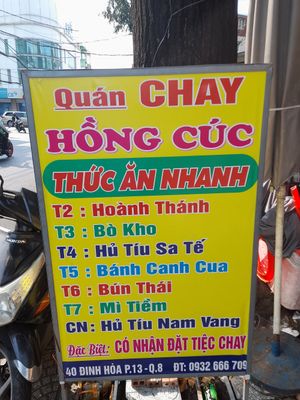 Quán CHAY
HỒNG CÚC
THỨC ĂN NHANH
T2 : Hoành Thánh
T3 : Bò Kho
T4 : Hủ Tíu Sa Tế
T5 : Bánh Canh Cua
T6 : Bún Thái
T7 : Mì Tiềm
CN : Hủ Tíu Nam Vang
Đặc Biệt: CÓ NHẬN ĐẶT TIỆC CHAY
40 ĐINH HÒA P.13 - Q.8 ĐT: 0932 666 709